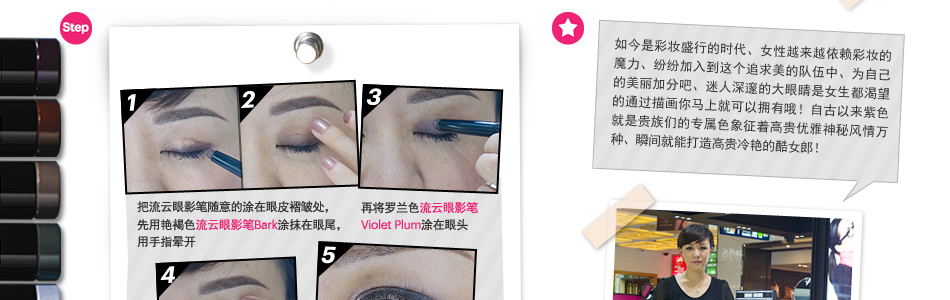 Step
1
2
3
把流云眼影笔随意的涂在眼皮褶皱处,
先用艳褐色流云眼影笔Bark涂抹在眼尾,
用手指晕开
再将罗兰色流云眼影笔
Violet Plum涂在眼头
4
5
如今是彩妆盛行的时代、女性越来越依赖彩妆的
魔力、纷纷加入到这个追求美的队伍中、为自己
的美丽加分吧、迷人深邃的大眼睛是女生都渴望
的通过描画你马上就可以拥有哦！自古以来紫色
就是贵族们的专属色象征着高贵优雅神秘风情万
种、瞬间就能打造高贵冷艳的酷女郎！